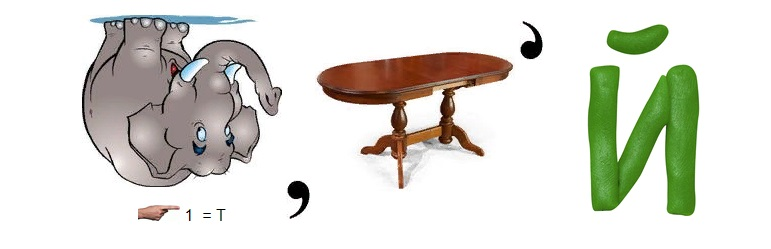 , Й
1 = T ,